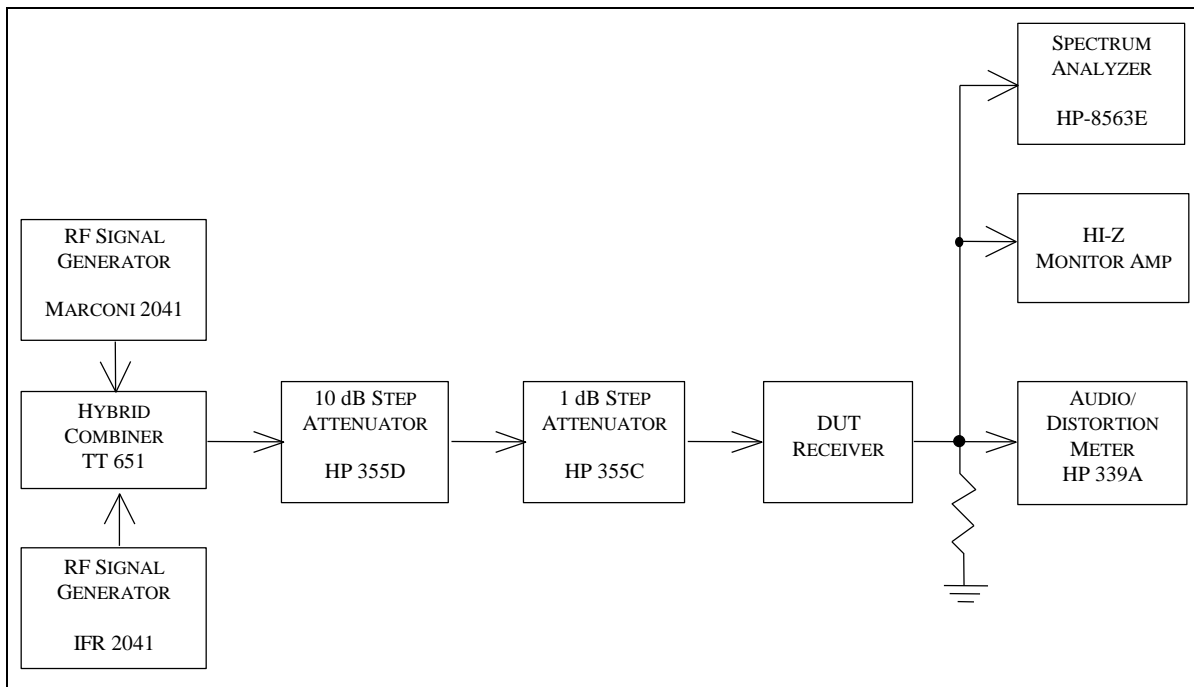 SPECTRUM
ANALYZER
HP-8563E
RF SIGNAL
GENERATOR
MARCONI 2041
HI-Z
MONITOR AMP
HYBRID
COMBINER
TT 651
10 dB STEP
ATTENUATOR
HP 355D
1 dB STEP
ATTENUATOR
HP 355C
DUT
RECEIVER
AUDIO/
DISTORTION
METER
HP 339A
RF SIGNAL
GENERATOR
IFR 2041